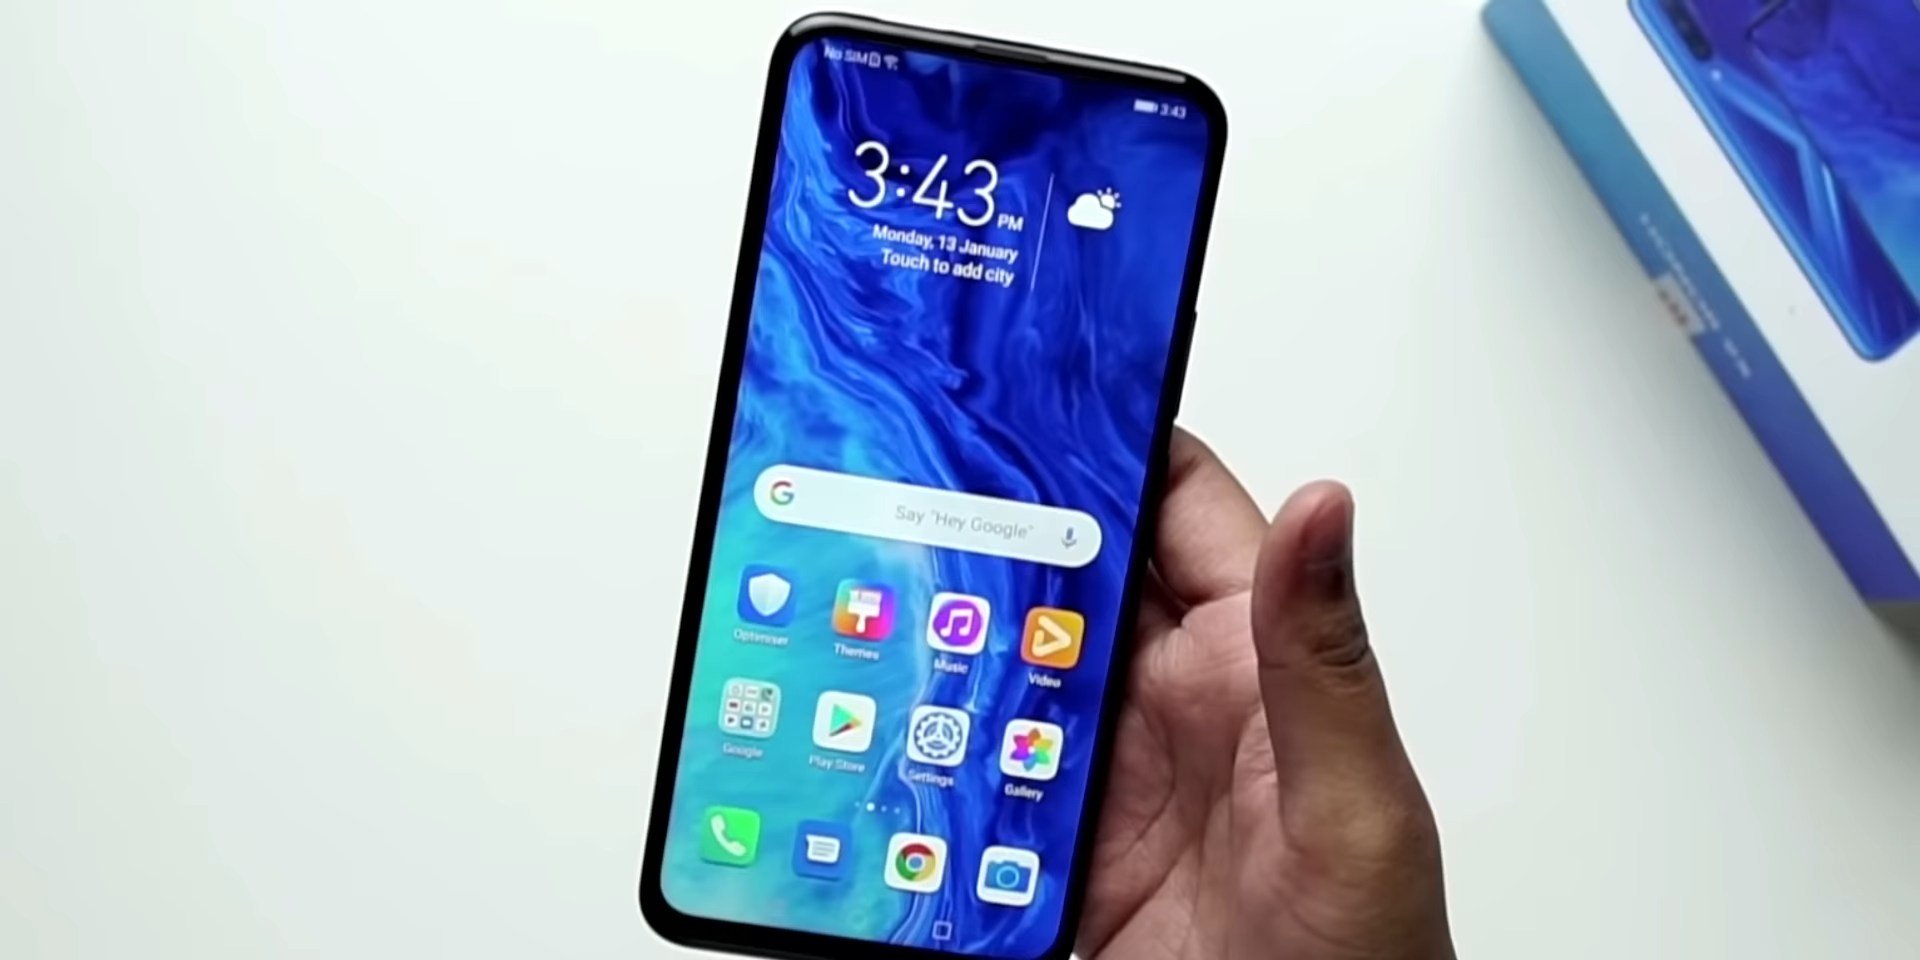 No SIM
3:43
3:43 PM
Monday, 13 January
Touch to add city
G
Say "Hey Google"
Optimiser
Themes
Music
Video
Google
Play Store
Settings
Gallery